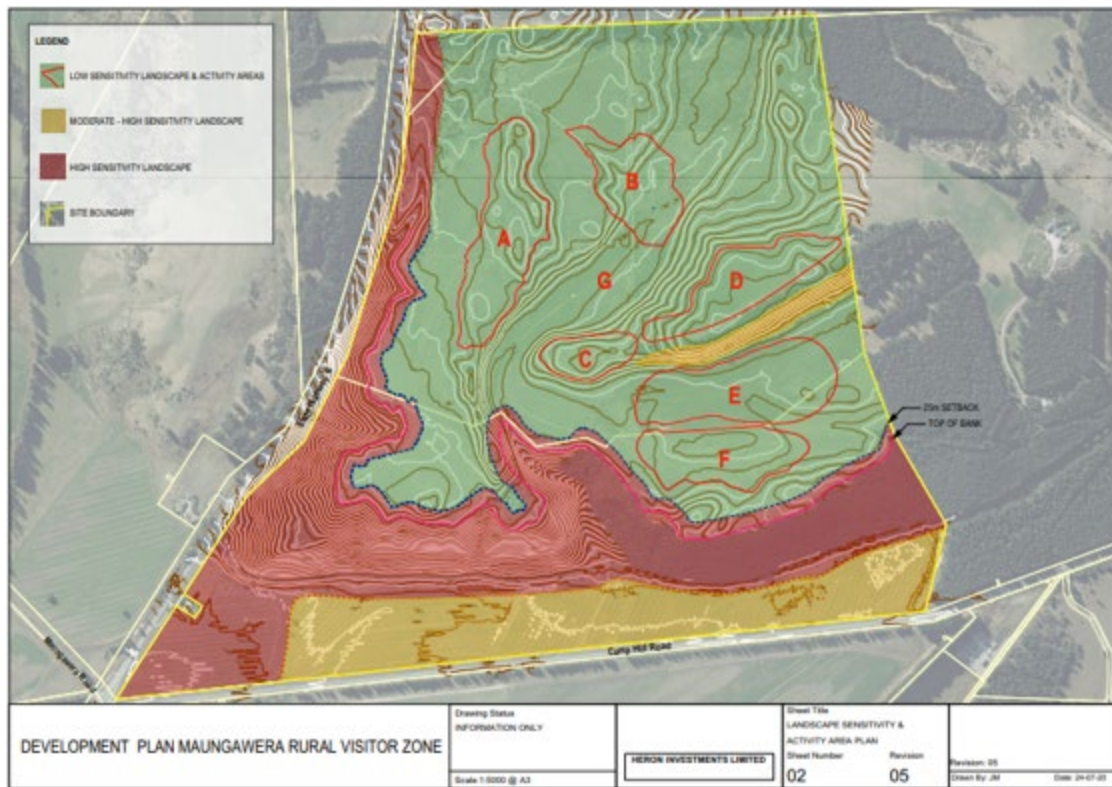 LEGEND
LOW SENSITIVITY LANDSCAPE & ACTIVITY AREAS
MODERATE - HIGH SENSITIVITY LANDSCAPE
HIGH SENSITIVITY LANDSCAPE
SITE BOUNDARY
A
B
G
D
C
E
F
TOP OF BANK
Camp Hill Road
DEVELOPMENT PLAN MAUNGAWERA RURAL VISITOR ZONE
Drawing Status
INFORMATION ONLY
Scale 1:5000 @ A3
HERON INVESTMENTS LIMITED
Sheet Title
LANDSCAPE SENSITIVITY &
ACTIVITY AREA PLAN
Sheet Number
Revision
02
05
Revision: 05
Drawn By: JM